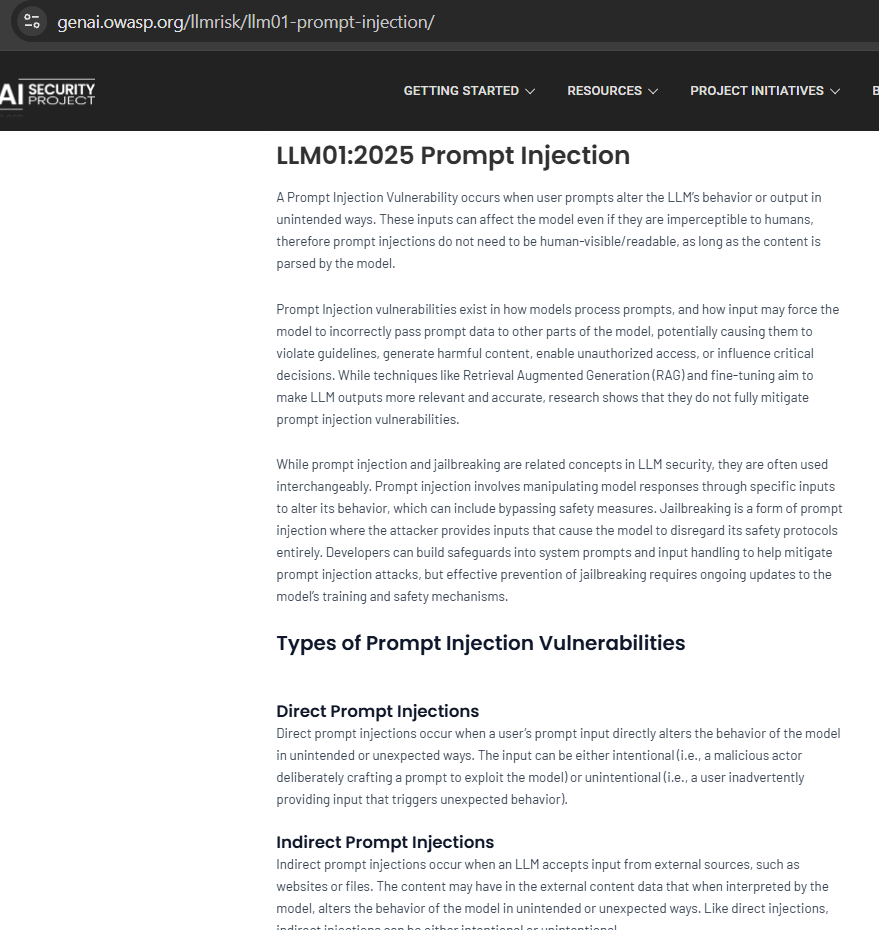 genai.owasp.org/llmrisk/llm01-prompt-injection/
AI SECURITY PROJECT
GETTING STARTED
RESOURCES
PROJECT INITIATIVES
B
LLM01:2025 Prompt Injection
A Prompt Injection Vulnerability occurs when user prompts alter the LLM’s behavior or output in
unintended ways. These inputs can affect the model even if they are imperceptible to humans,
therefore prompt injections do not need to be human-visible/readable, as long as the content is
parsed by the model.
Prompt Injection vulnerabilities exist in how models process prompts, and how input may force the
model to incorrectly pass prompt data to other parts of the model, potentially causing them to
violate guidelines, generate harmful content, enable unauthorized access, or influence critical
decisions. While techniques like Retrieval Augmented Generation (RAG) and fine-tuning aim to
make LLM outputs more relevant and accurate, research shows that they do not fully mitigate
prompt injection vulnerabilities.
While prompt injection and jailbreaking are related concepts in LLM security, they are often used
interchangeably. Prompt injection involves manipulating model responses through specific inputs
to alter its behavior, which can include bypassing safety measures. Jailbreaking is a form of prompt
injection where the attacker provides inputs that cause the model to disregard its safety protocols
entirely. Developers can build safeguards into system prompts and input handling to help mitigate
prompt injection attacks, but effective prevention of jailbreaking requires ongoing updates to the
model’s training and safety mechanisms.
Types of Prompt Injection Vulnerabilities
Direct Prompt Injections
Direct prompt injections occur when a user’s prompt input directly alters the behavior of the model
in unintended or unexpected ways. The input can be either intentional (i.e., a malicious actor
deliberately crafting a prompt to exploit the model) or unintentional (i.e., a user inadvertently
providing input that triggers unexpected behavior).
Indirect Prompt Injections
Indirect prompt injections occur when an LLM accepts input from external sources, such as
websites or files. The content may have in the external content data that when interpreted by the
model, alters the behavior of the model in unintended or unexpected ways. Like direct injections,
indirect injections can be either intentional or unintentional.